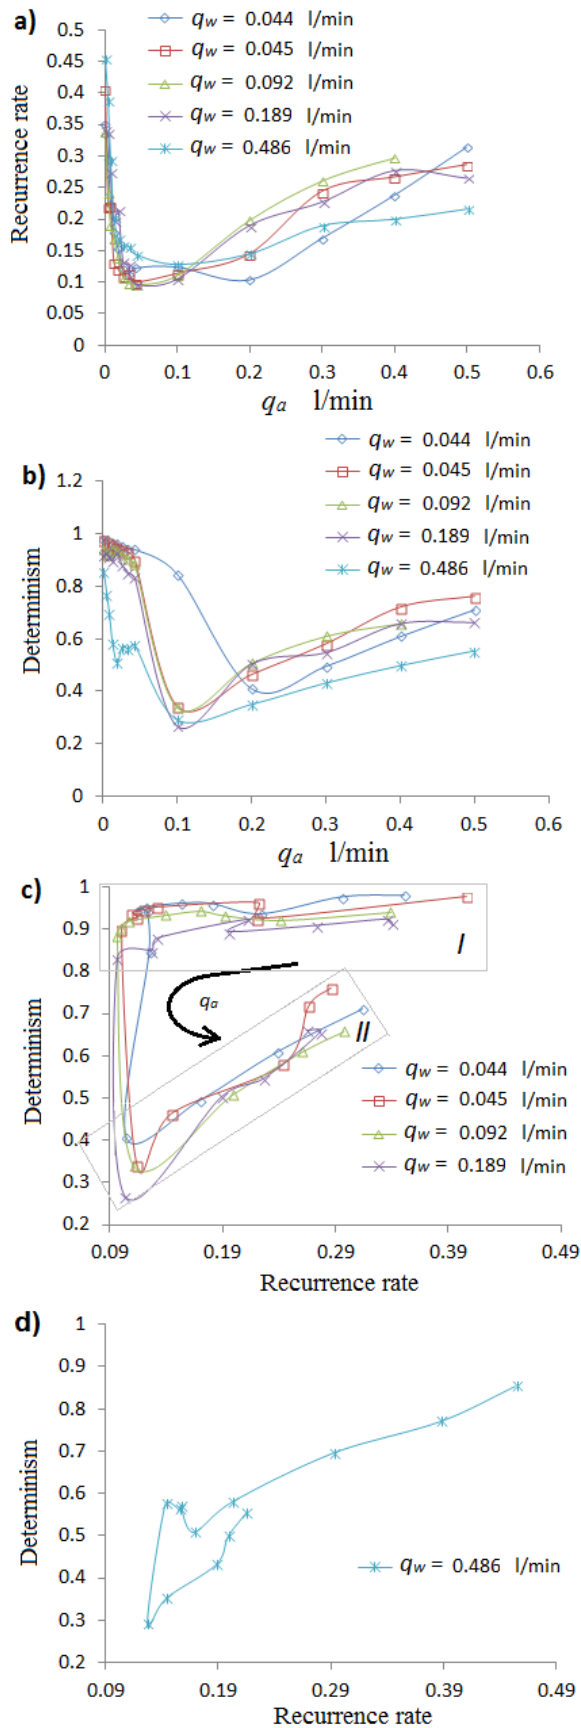 a)
qw = 0.044 l/min
qw = 0.045 l/min
qw = 0.092 l/min
qw = 0.189 l/min
qw = 0.486 l/min
Recurrence rate
0.5
0.45
0.4
0.35
0.3
0.25
0.2
0.15
0.1
0.05
0
0 0.1 0.2 0.3 0.4 0.5 0.6
qa l/min
b)
qw = 0.044 l/min
qw = 0.045 l/min
qw = 0.092 l/min
qw = 0.189 l/min
qw = 0.486 l/min
Determinism
1.2
1
0.8
0.6
0.4
0.2
0
0 0.1 0.2 0.3 0.4 0.5 0.6
qa l/min
c)
Determinism
1
0.9
0.8
0.7
0.6
0.5
0.4
0.3
0.2
I
qa
II
qw = 0.044 l/min
qw = 0.045 l/min
qw = 0.092 l/min
qw = 0.189 l/min
0.09 0.19 0.29 0.39 0.49
Recurrence rate
d)
Determinism
1
0.9
0.8
0.7
0.6
0.5
0.4
0.3
0.2
qw = 0.486 l/min
0.09 0.19 0.29 0.39 0.49
Recurrence rate